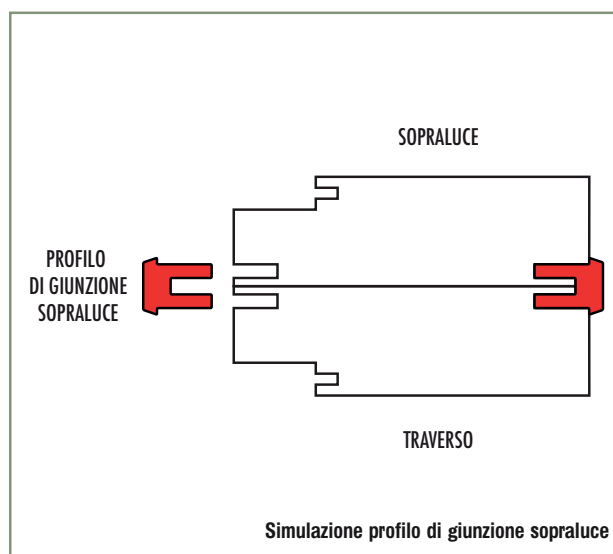 SOPRALUCE
PROFILO
DI GIUNZIONE
SOPRALUCE
TRAVERSO
Simulazione profilo di giunzione sopraluce